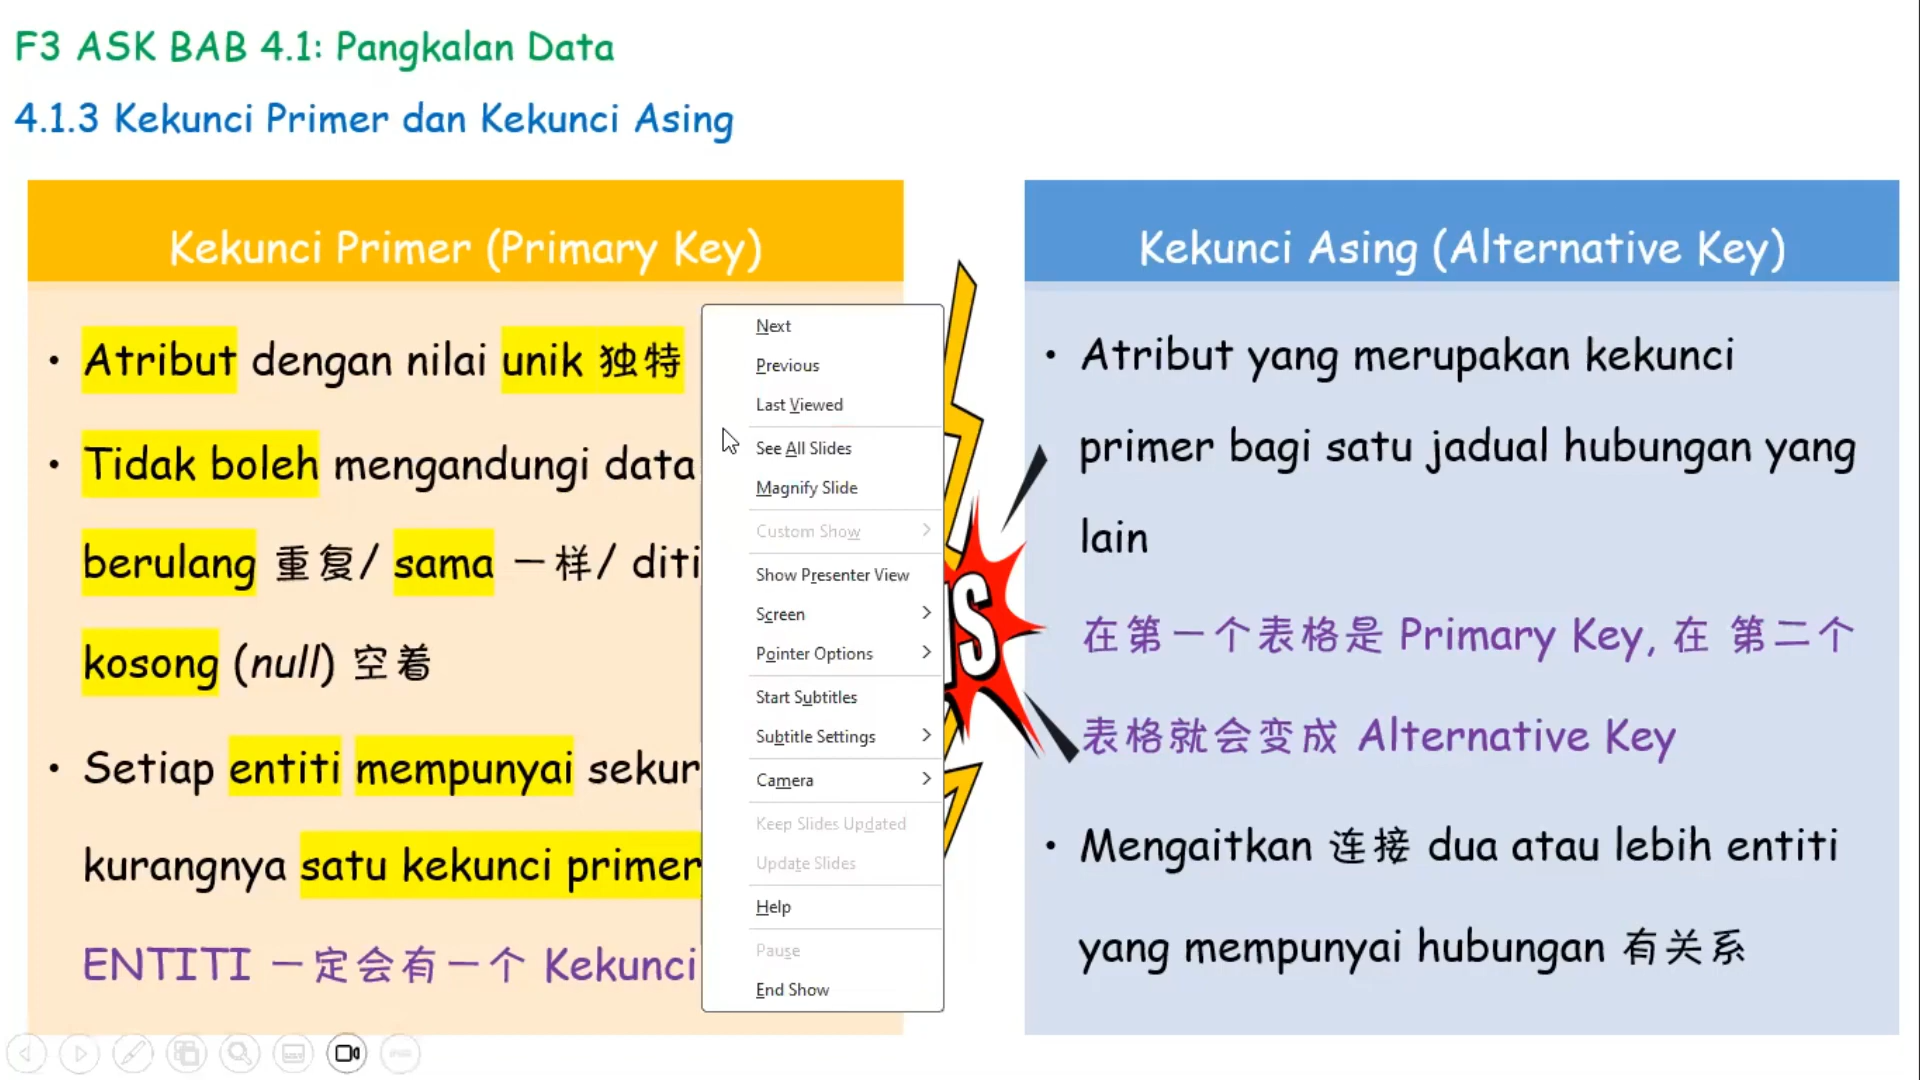 F3 ASK BAB 4.1: Pangkalan Data
4.1.3 Kekunci Primer dan Kekunci Asing
Kekunci Primer (Primary Key)
• Atribut dengan nilai unik 独特
• Tidak boleh mengandungi data
berulang 重复/ sama 一样/
kosong (null) 空着
• Setiap entiti mempunyai
kurangnya satu kekunci primer
ENTITI 一定会有一个 Kekunci
Next
Previous
Last Viewed
See All Slides
Magnify Slide
Custom Show
Show Presenter View
Screen
Pointer Options
Start Subtitles
Subtitle Settings
Camera
Keep Slides Updated
Update Slides
Help
Pause
End Show
Kekunci Asing (Alternative Key)
• Atribut yang merupakan kekunci
primer bagi satu jadual hubungan yang
lain
在第一个表格是 Primary Key, 在 第二个
表格就会变成 Alternative Key
• Mengaitkan 连接 dua atau lebih entiti
yang mempunyai hubungan 有关系